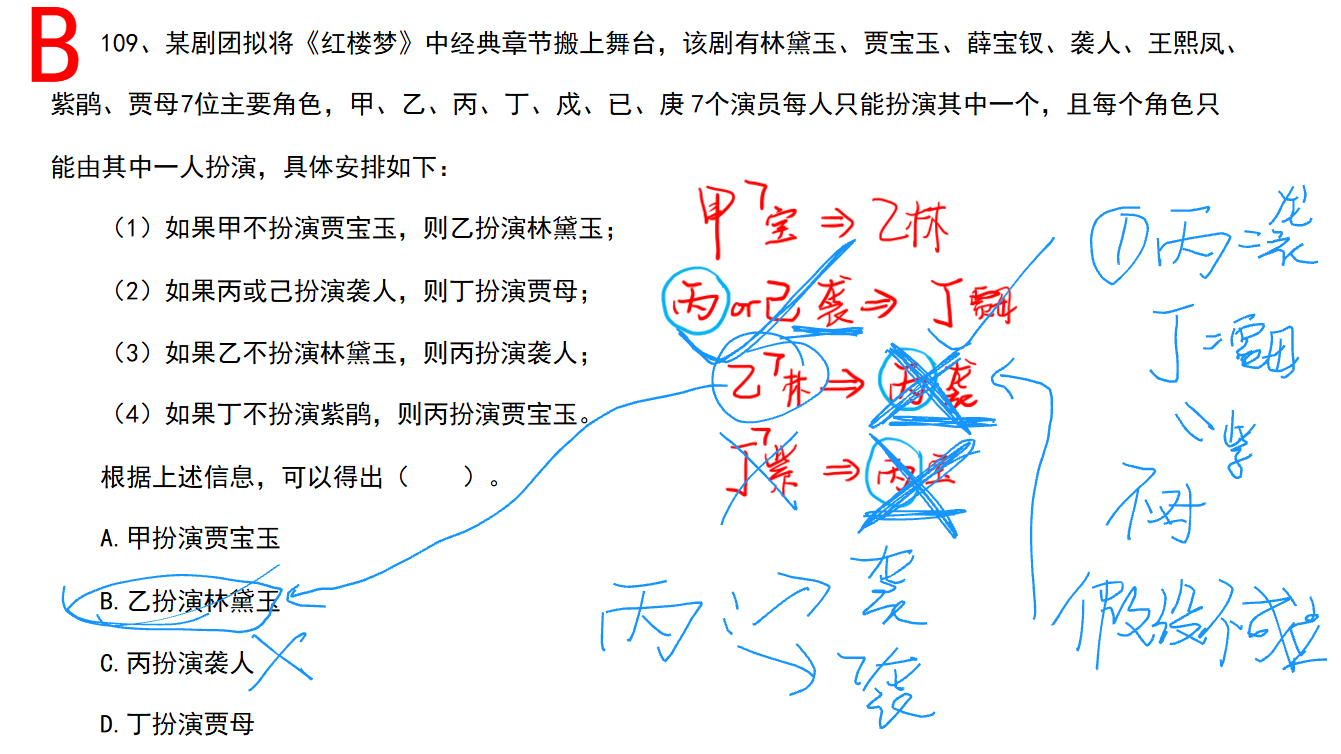 B
109、某剧团拟将《红楼梦》中经典章节搬上舞台，该剧有林黛玉、贾宝玉、薛宝钗、袭人、王熙凤、
紫鹃、贾母7位主要角色，甲、乙、丙、丁、戍、已、庚 7个演员每人只能扮演其中一个，且每个角色只
能由其中一人扮演，具体安排如下：
（1）如果甲不扮演贾宝玉，则乙扮演林黛玉；
（2）如果丙或己扮演袭人，则丁扮演贾母；
（3）如果乙不扮演林黛玉，则丙扮演袭人；
（4）如果丁不扮演紫鹃，则丙扮演贾宝玉。
根据上述信息，可以得出（ ）。
A.甲扮演贾宝玉
B.乙扮演林黛玉
C.丙扮演袭人
D.丁扮演贾母
甲¬宝⇒乙林
丙or己袭⇒丁贾母
乙¬林⇒丙袭
丁¬紫⇒丙宝
①丙=袭
丁=贾母
假设不成立
丙
袭
¬袭